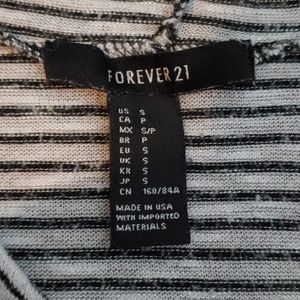 FOREVER 21
US S
CA P
MX S/P
BR P
EU S
UK S
KR S
JP S
CN 160/84A
MADE IN USA
WITH IMPORTED
MATERIALS